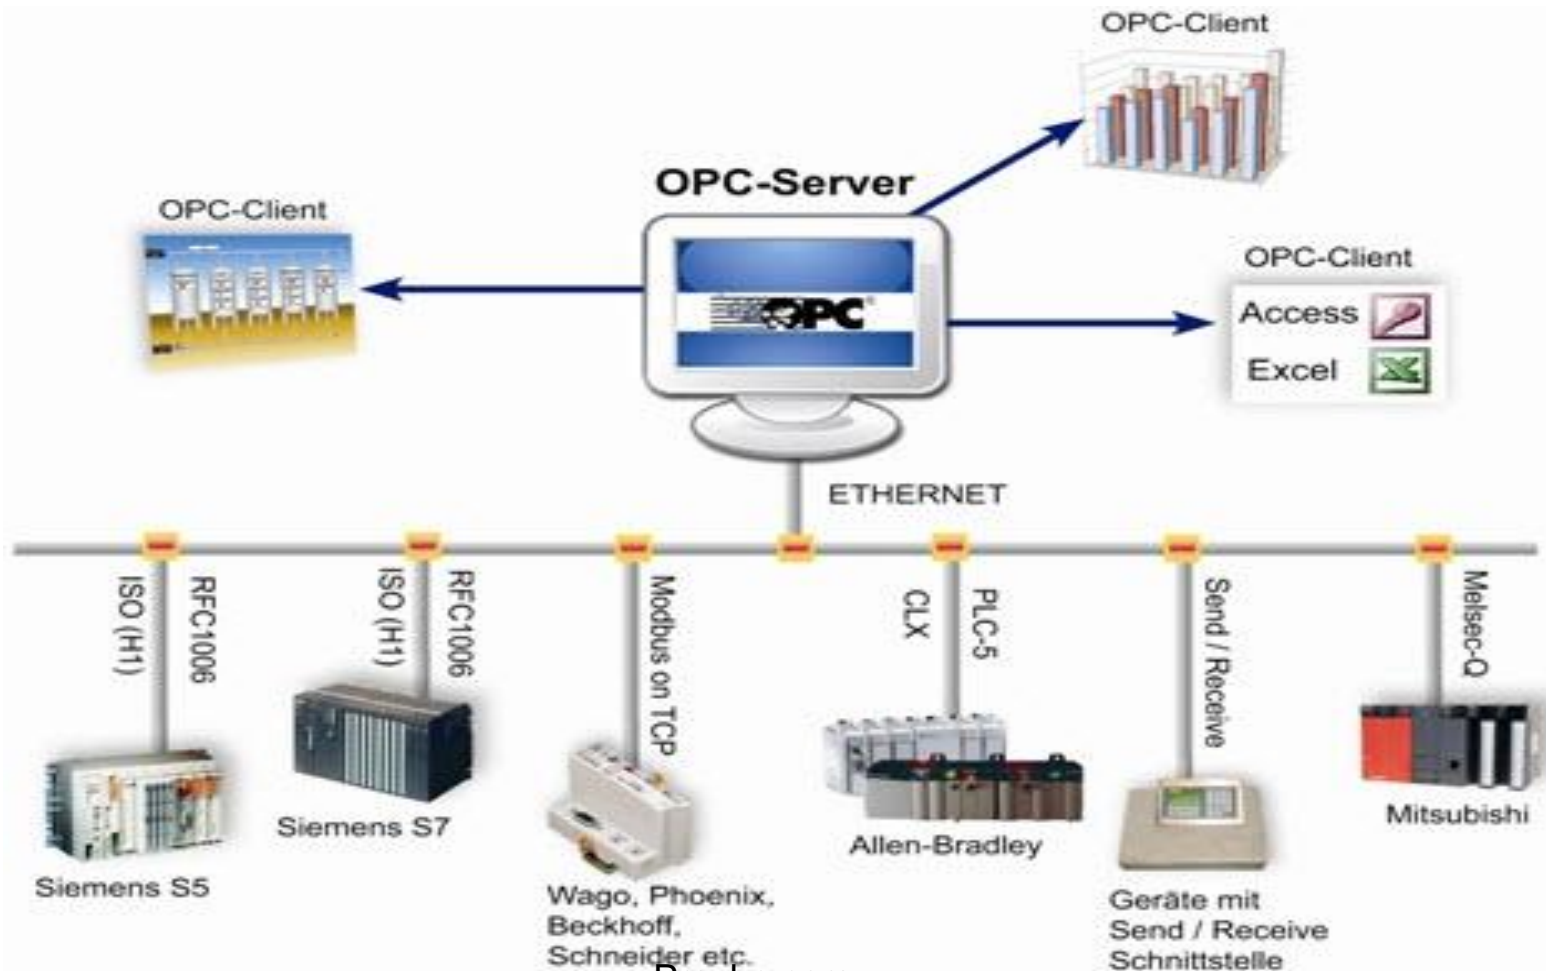 OPC-Client
OPC-Server
OPC-Client
OPC-Client
Access
Excel
OPC
ETHERNET
RFC1006
ISO (H1)
RFC1006
ISO (H1)
Modbus on TCP
PLC-5
CLX
Send / Receive
Melsec-Q
Siemens S5
Siemens S7
Wago, Phoenix,
Beckhoff,
Schneider etc.
Allen-Bradley
Geräte mit
Send / Receive
Schnittstelle
Mitsubishi